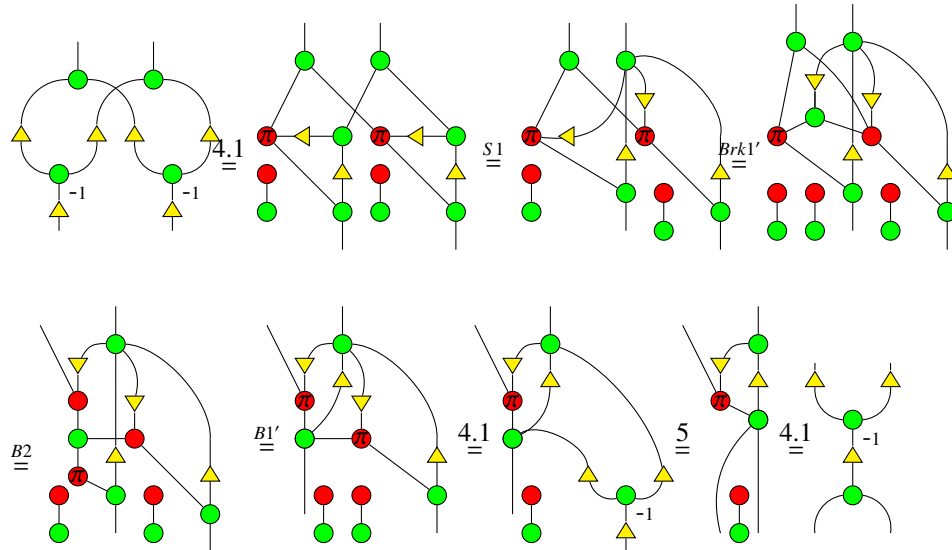 -1 -1 4.1 = π π S1 = π π Brk1′ = π
B2 = π B1′ = π π 4.1 = π -1 5 = π 4.1 = -1